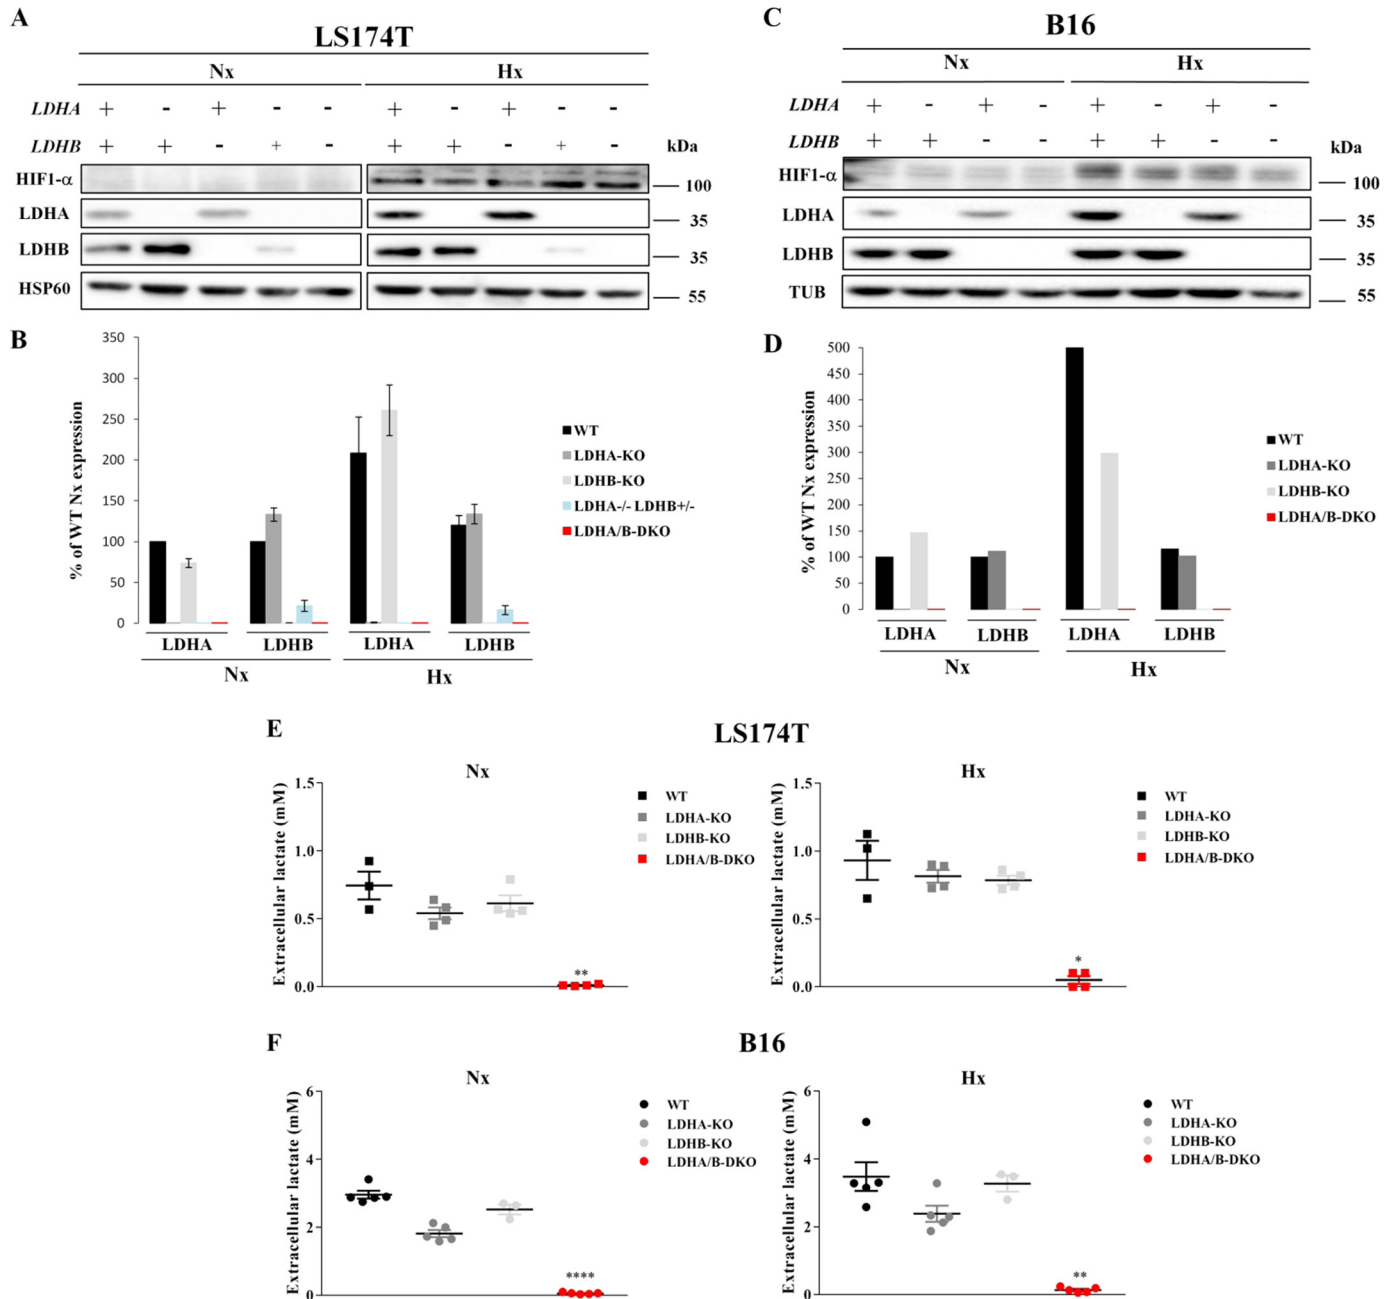 A
LS174T
Nx Hx
LDHA + - + - - + - + - -
LDHB + + - + - + + - + - kDa
HIF1-α 100
LDHA 35
LDHB 35
HSP60 55
C
B16
Nx Hx
LDHA + - + - + - + -
LDHB + + - - + + - - kDa
HIF1-α 100
LDHA 35
LDHB 35
TUB 55
B
% of WT Nx expression
350
300
250
200
150
100
50
0
LDHA LDHB LDHA LDHB
Nx Hx
WT
LDHA-KO
LDHB-KO
LDHA-/- LDHB+/-
LDHA/B-DKO
D
% of WT Nx expression
500
450
400
350
300
250
200
150
100
50
0
LDHA LDHB LDHA LDHB
Nx Hx
WT
LDHA-KO
LDHB-KO
LDHA/B-DKO
E
LS174T
Nx
Extracellular lactate (mM)
1.5
1.0
0.5
0.0
**
WT
LDHA-KO
LDHB-KO
LDHA/B-DKO
Hx
Extracellular lactate (mM)
1.5
1.0
0.5
0.0
*
WT
LDHA-KO
LDHB-KO
LDHA/B-DKO
F
B16
Nx
Extracellular lactate (mM)
6
4
2
0
****
WT
LDHA-KO
LDHB-KO
LDHA/B-DKO
Hx
Extracellular lactate (mM)
6
4
2
0
**
WT
LDHA-KO
LDHB-KO
LDHA/B-DKO